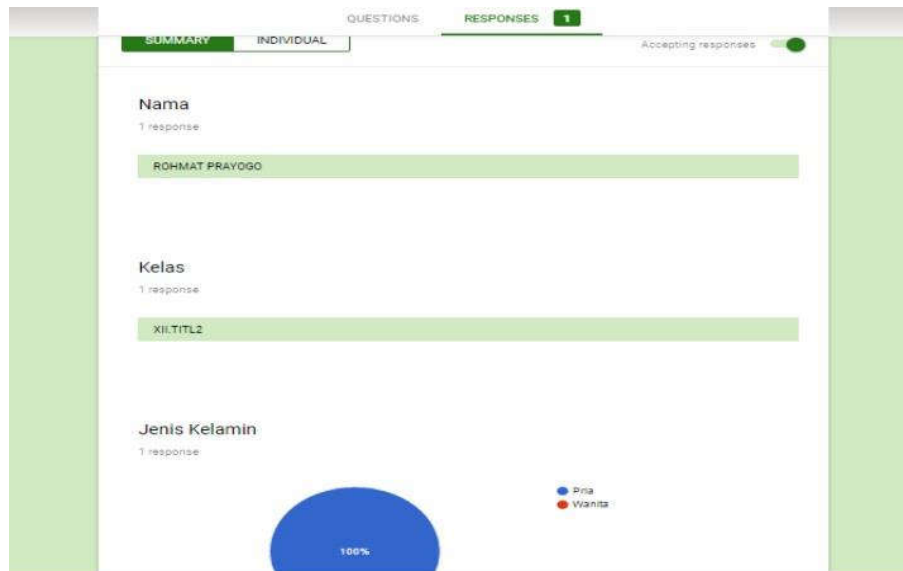 QUESTIONS RESPONSES 1
SUMMARY INDIVIDUAL Accepting responses
Nama
1 response
ROHMAT PRAYOGO
Kelas
1 response
XII.TITL2
Jenis Kelamin
1 response
Pria
Wanita
100%